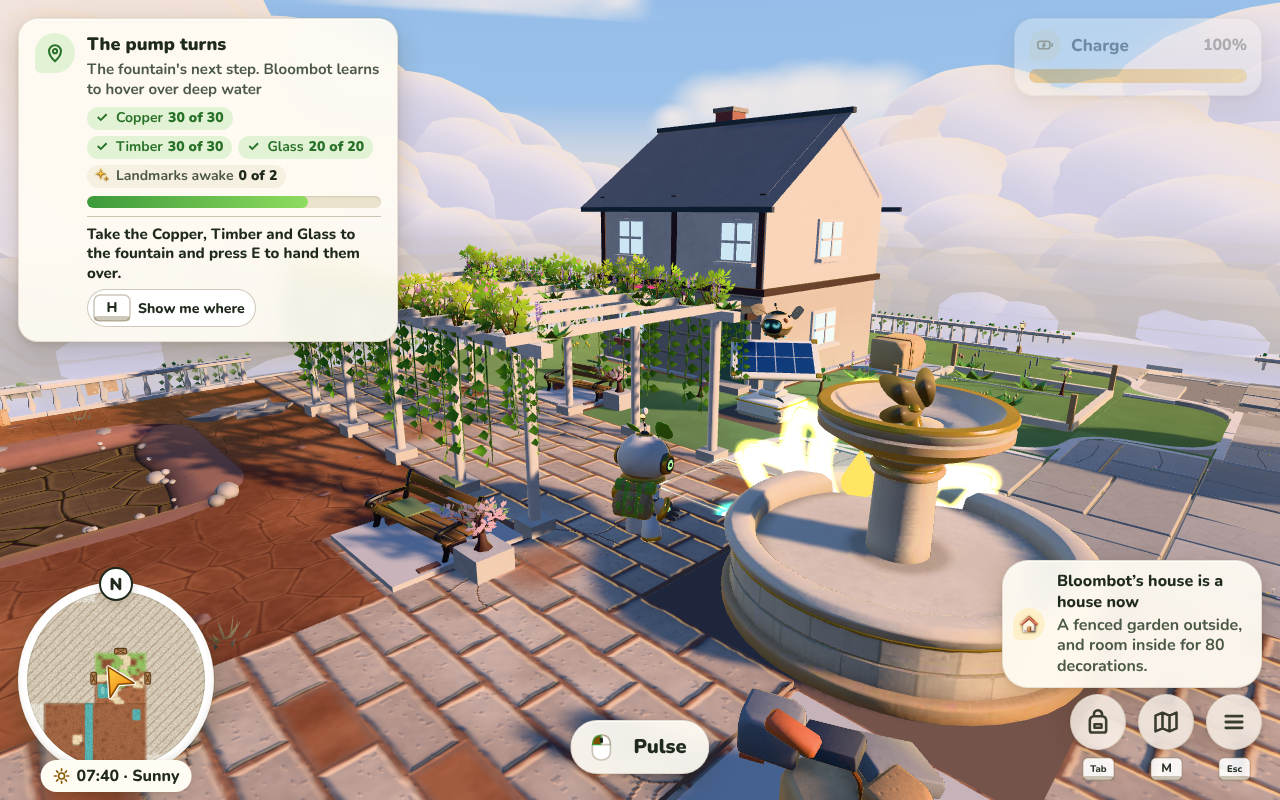 The pump turns
The fountain's next step. Bloombot learns
to hover over deep water
Copper 30 of 30
Timber 30 of 30
Glass 20 of 20
Landmarks awake 0 of 2
Take the Copper, Timber and Glass to
the fountain and press E to hand them
over.
H Show me where
Charge 100%
N
07:40 · Sunny
Pulse
Bloombot’s house is a
house now
A fenced garden outside,
and room inside for 80
decorations.
Tab M Esc